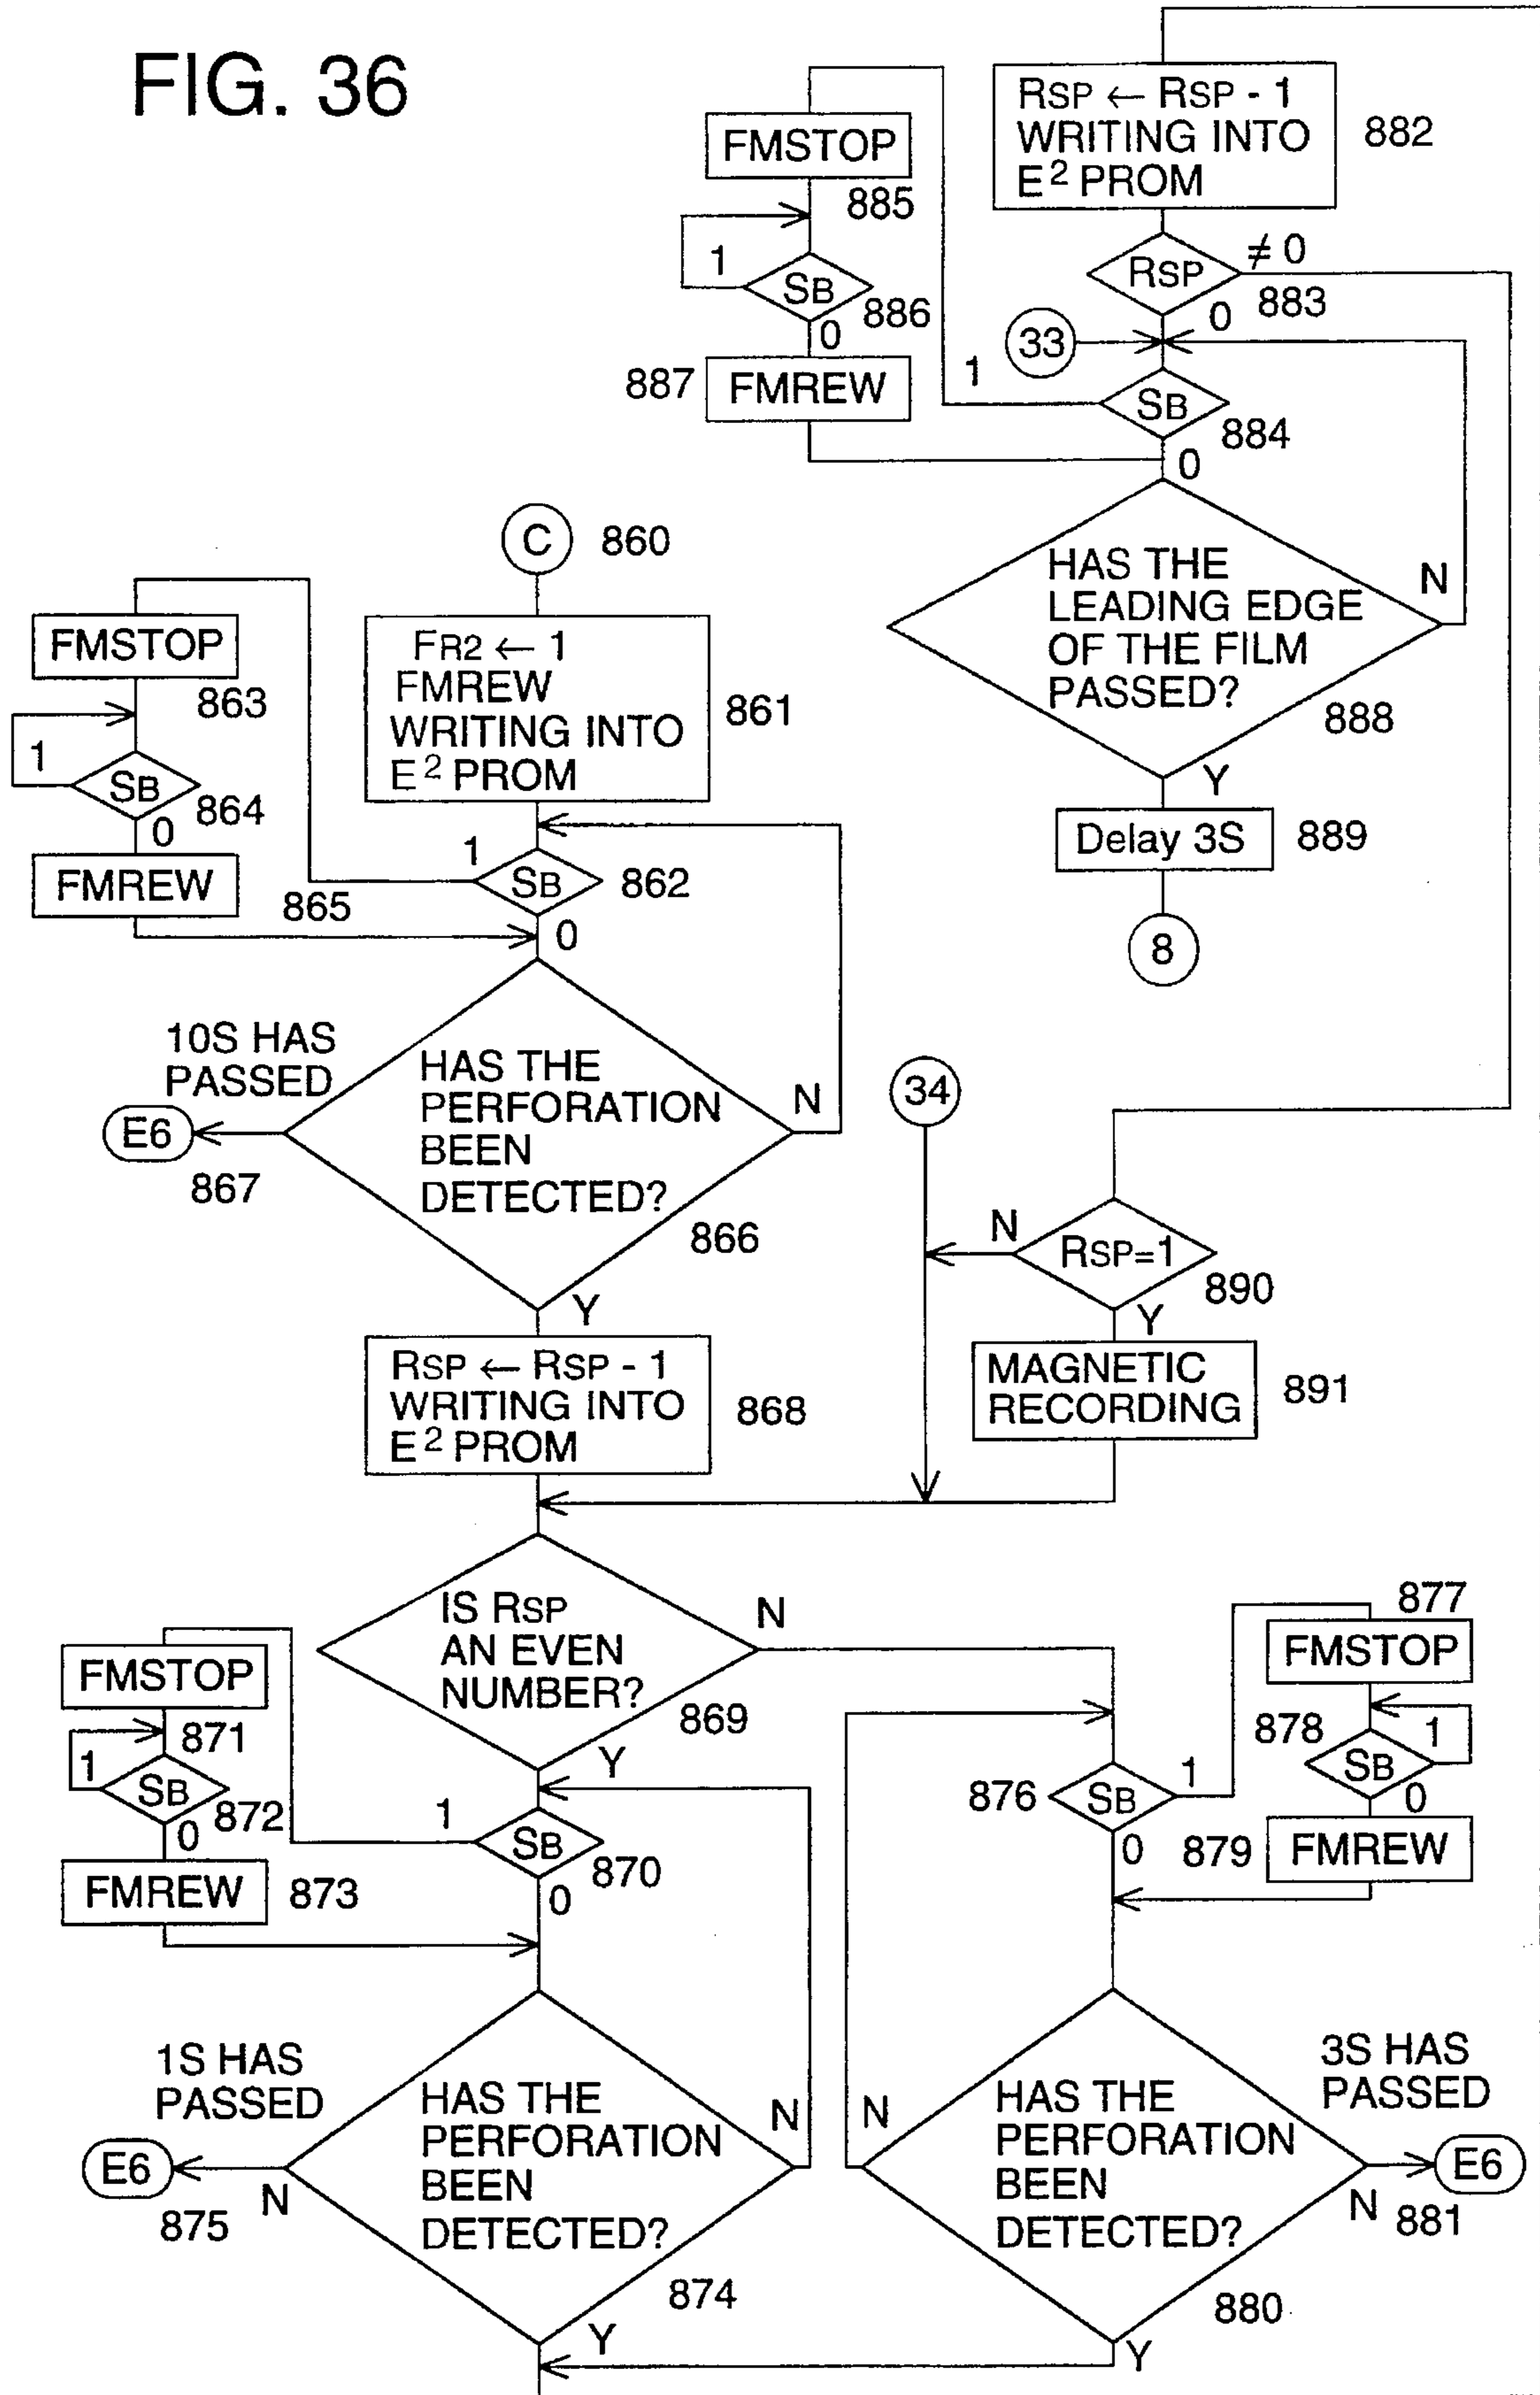 FIG. 36
RSP ← RSP - 1
WRITING INTO
E² PROM
882
FMSTOP
885
1
SB
886
0
887
FMREW
RSP
≠ 0
883
0
33
1
SB
884
0
HAS THE
LEADING EDGE
OF THE FILM
PASSED?
N
888
Y
Delay 3S
889
8
C
860
FR2 ← 1
FMREW
WRITING INTO
E² PROM
861
FMSTOP
863
1
SB
864
0
FMREW
865
1
SB
862
0
10S HAS
PASSED
E6
867
HAS THE
PERFORATION
BEEN
DETECTED?
N
866
Y
34
N
RSP=1
890
Y
MAGNETIC
RECORDING
891
RSP ← RSP - 1
WRITING INTO
E² PROM
868
IS RSP
AN EVEN
NUMBER?
N
869
Y
FMSTOP
871
1
SB
872
0
FMREW
873
1
SB
870
0
877
FMSTOP
878
1
SB
0
879
FMREW
876
SB
1
0
1S HAS
PASSED
E6
875
N
HAS THE
PERFORATION
BEEN
DETECTED?
N
874
Y
N
HAS THE
PERFORATION
BEEN
DETECTED?
3S HAS
PASSED
E6
N
881
880
Y